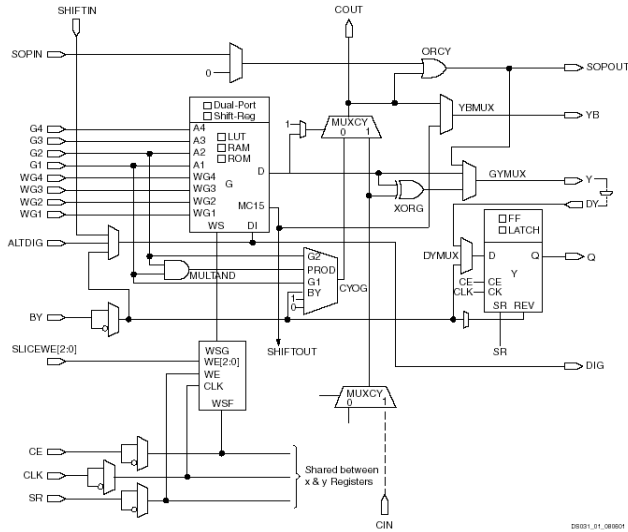 SHIFTIN
COUT
SOPIN
0
ORCY
SOPOUT
Dual-Port
Shift-Reg
YBMUX
YB
1
MUXCY
0 1
G4
A4
LUT
G3
A3
RAM
G2
A2
ROM
G1
A1
D
GYMUX
Y
WG4
WG4
G
WG3
WG3
XORG
DY
WG2
WG2
MC15
WG1
WG1
WS
DI
FF
LATCH
ALTDIG
DYMUX
D
Q
Q
G2
PROD
MULTAND
G1
CYOG
Y
BY
1
0
CE
CE
CLK
CK
SR
REV
BY
SR
SHIFTOUT
SLICEWE[2:0]
WSG
WE[2:0]
WE
CLK
WSF
DIG
MUXCY
0 1
CE
CLK
SR
Shared between
x & y Registers
CIN
DS031_01_080601